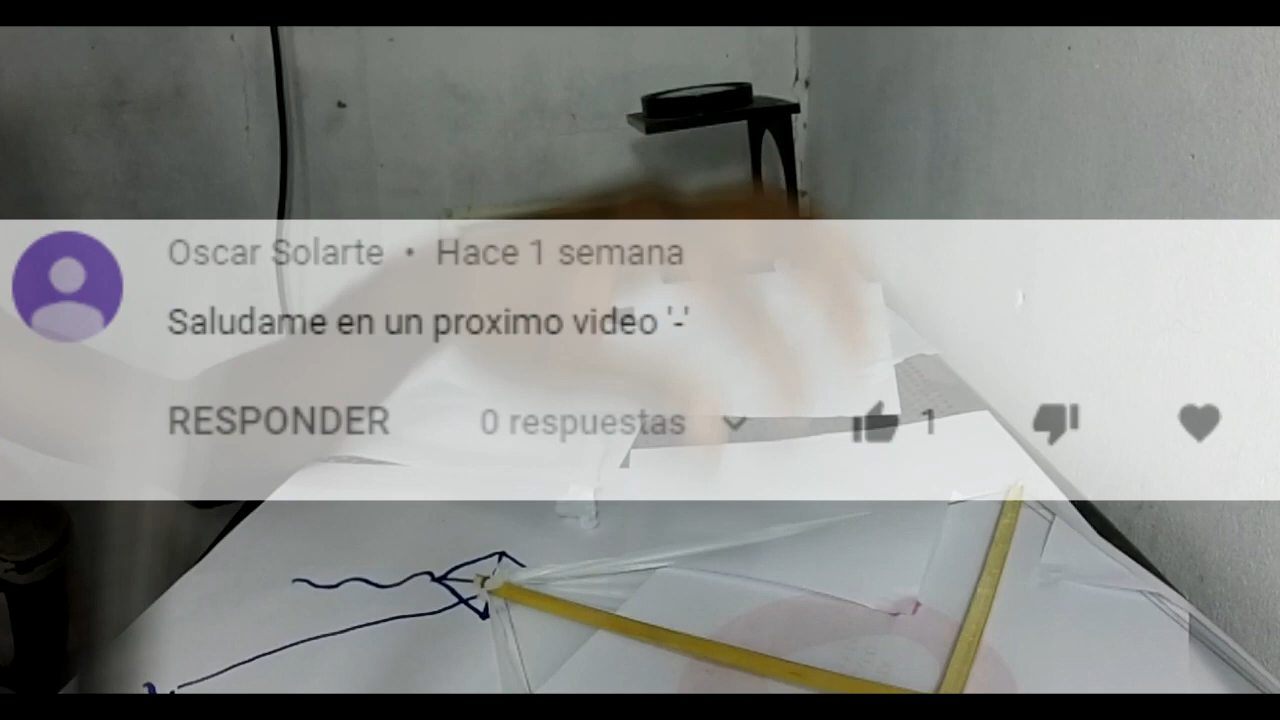 Oscar Solarte • Hace 1 semana
Saludame en un proximo video '-'
RESPONDER 0 respuestas 1